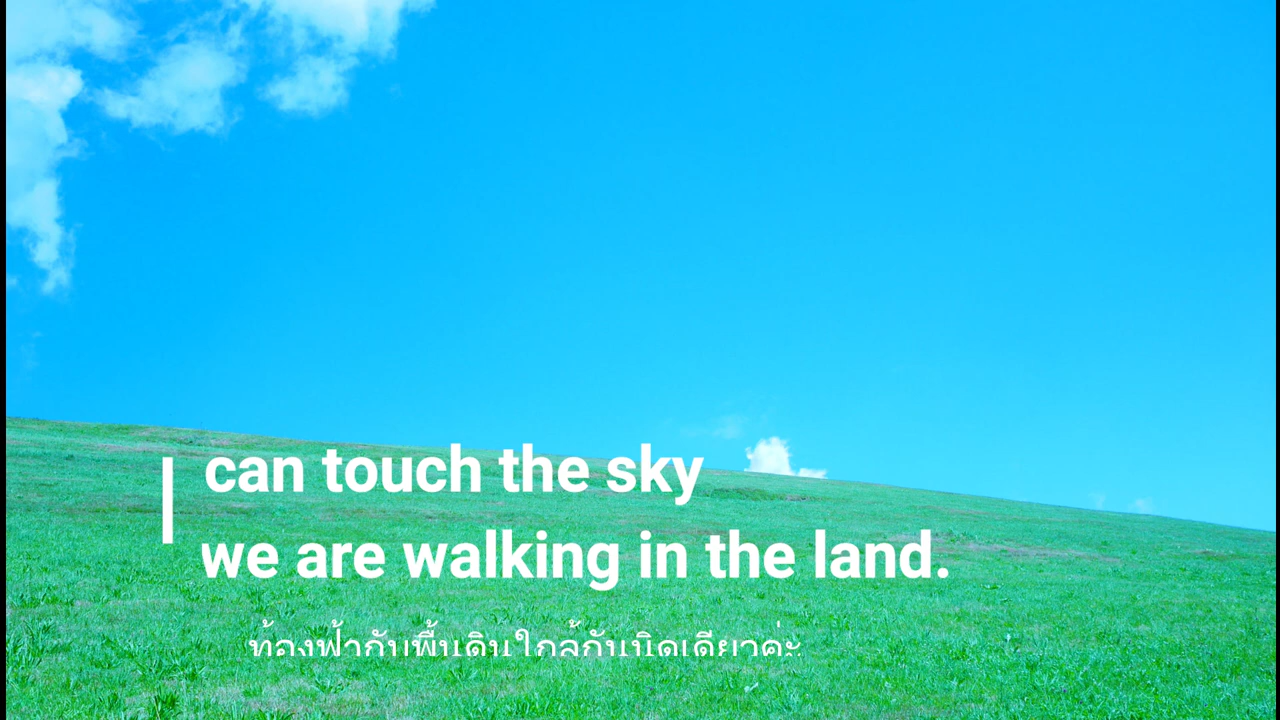 can touch the sky
we are walking in the land.
ท้องฟ้ากับพื้นดินใกล้กันนิดเดียวค่ะ